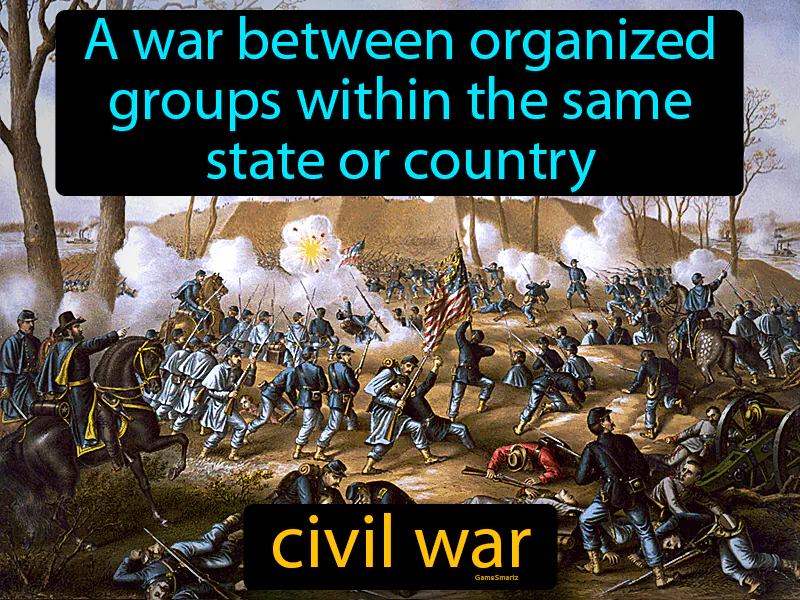 A war between organized
groups within the same
state or country
civil war
GameSmartz